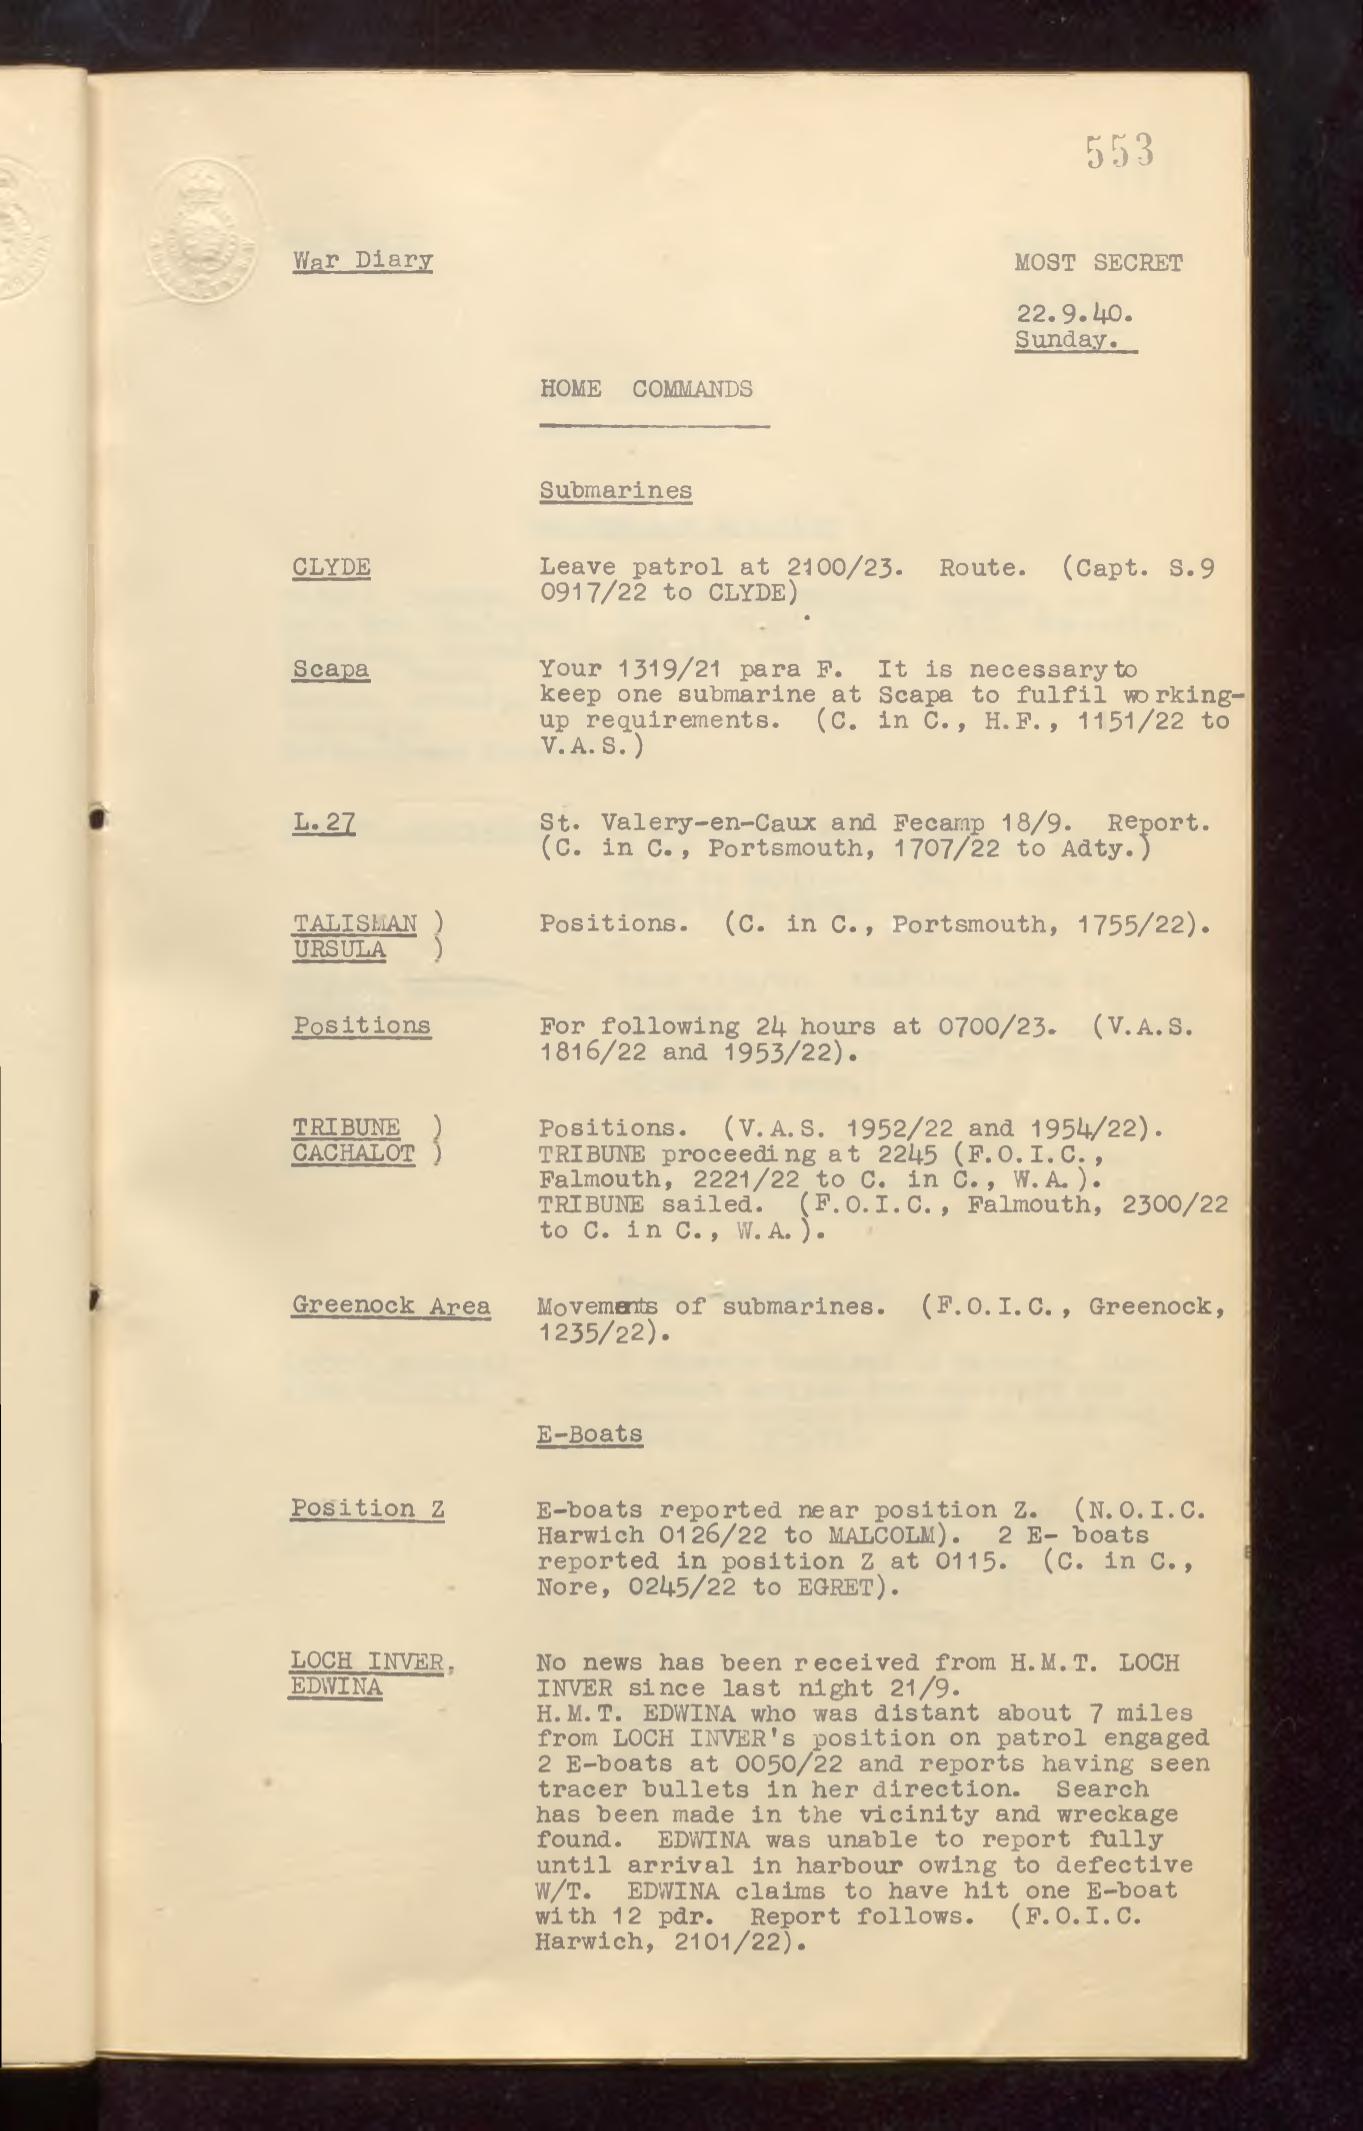 553
War Diary
MOST SECRET
22.9.40.
Sunday.
HOME COMMANDS
Submarines
CLYDE
Leave patrol at 2100/23. Route. (Capt. S.9
0917/22 to CLYDE)
Scapa
Your 1319/21 para F. It is necessary to
keep one submarine at Scapa to fulfil working-
up requirements. (C. in C., H.F., 1151/22 to
V.A.S.)
L.27
St. Valery-en-Caux and Fecamp 18/9. Report.
(C. in C., Portsmouth, 1707/22 to Adty.)
TALISMAN )
URSULA )
Positions. (C. in C., Portsmouth, 1755/22).
Positions
For following 24 hours at 0700/23. (V.A.S.
1816/22 and 1953/22).
TRIBUNE )
CACHALOT )
Positions. (V.A.S. 1952/22 and 1954/22).
TRIBUNE proceeding at 2245 (F.O.I.C.,
Falmouth, 2221/22 to C. in C., W.A.).
TRIBUNE sailed. (F.O.I.C., Falmouth, 2300/22
to C. in C., W.A.).
Greenock Area
Movements of submarines. (F.O.I.C., Greenock,
1235/22).
E-Boats
Position Z
E-boats reported near position Z. (N.O.I.C.
Harwich 0126/22 to MALCOLM). 2 E- boats
reported in position Z at 0115. (C. in C.,
Nore, 0245/22 to EGRET).
LOCH INVER,
EDWINA
No news has been received from H.M.T. LOCH
INVER since last night 21/9.
H.M.T. EDWINA who was distant about 7 miles
from LOCH INVER's position on patrol engaged
2 E-boats at 0050/22 and reports having seen
tracer bullets in her direction. Search
has been made in the vicinity and wreckage
found. EDWINA was unable to report fully
until arrival in harbour owing to defective
W/T. EDWINA claims to have hit one E-boat
with 12 pdr. Report follows. (F.O.I.C.
Harwich, 2101/22).